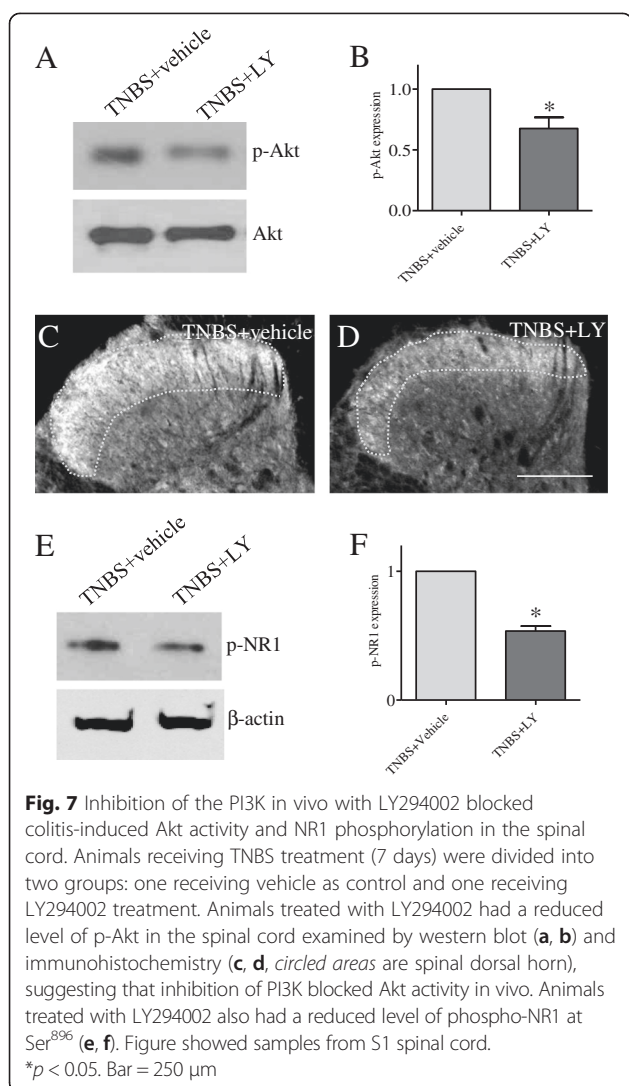 A
TNBS+vehicle
TNBS+LY
p-Akt
Akt
B
p-Akt expression
1.0
0.5
0.0
*
TNBS+vehicle
TNBS+LY
C
TNBS+vehicle
D
TNBS+LY
E
TNBS+vehicle
TNBS+LY
p-NR1
β-actin
F
p-NR1 expression
1
0
*
TNBS+Vehicle
TNBS+LY
Fig. 7 Inhibition of the PI3K in vivo with LY294002 blocked
colitis-induced Akt activity and NR1 phosphorylation in the spinal
cord. Animals receiving TNBS treatment (7 days) were divided into
two groups: one receiving vehicle as control and one receiving
LY294002 treatment. Animals treated with LY294002 had a reduced
level of p-Akt in the spinal cord examined by western blot (a, b) and
immunohistochemistry (c, d, circled areas are spinal dorsal horn),
suggesting that inhibition of PI3K blocked Akt activity in vivo. Animals
treated with LY294002 also had a reduced level of phospho-NR1 at
Ser⁸⁹⁶ (e, f). Figure showed samples from S1 spinal cord.
*p < 0.05. Bar = 250 μm